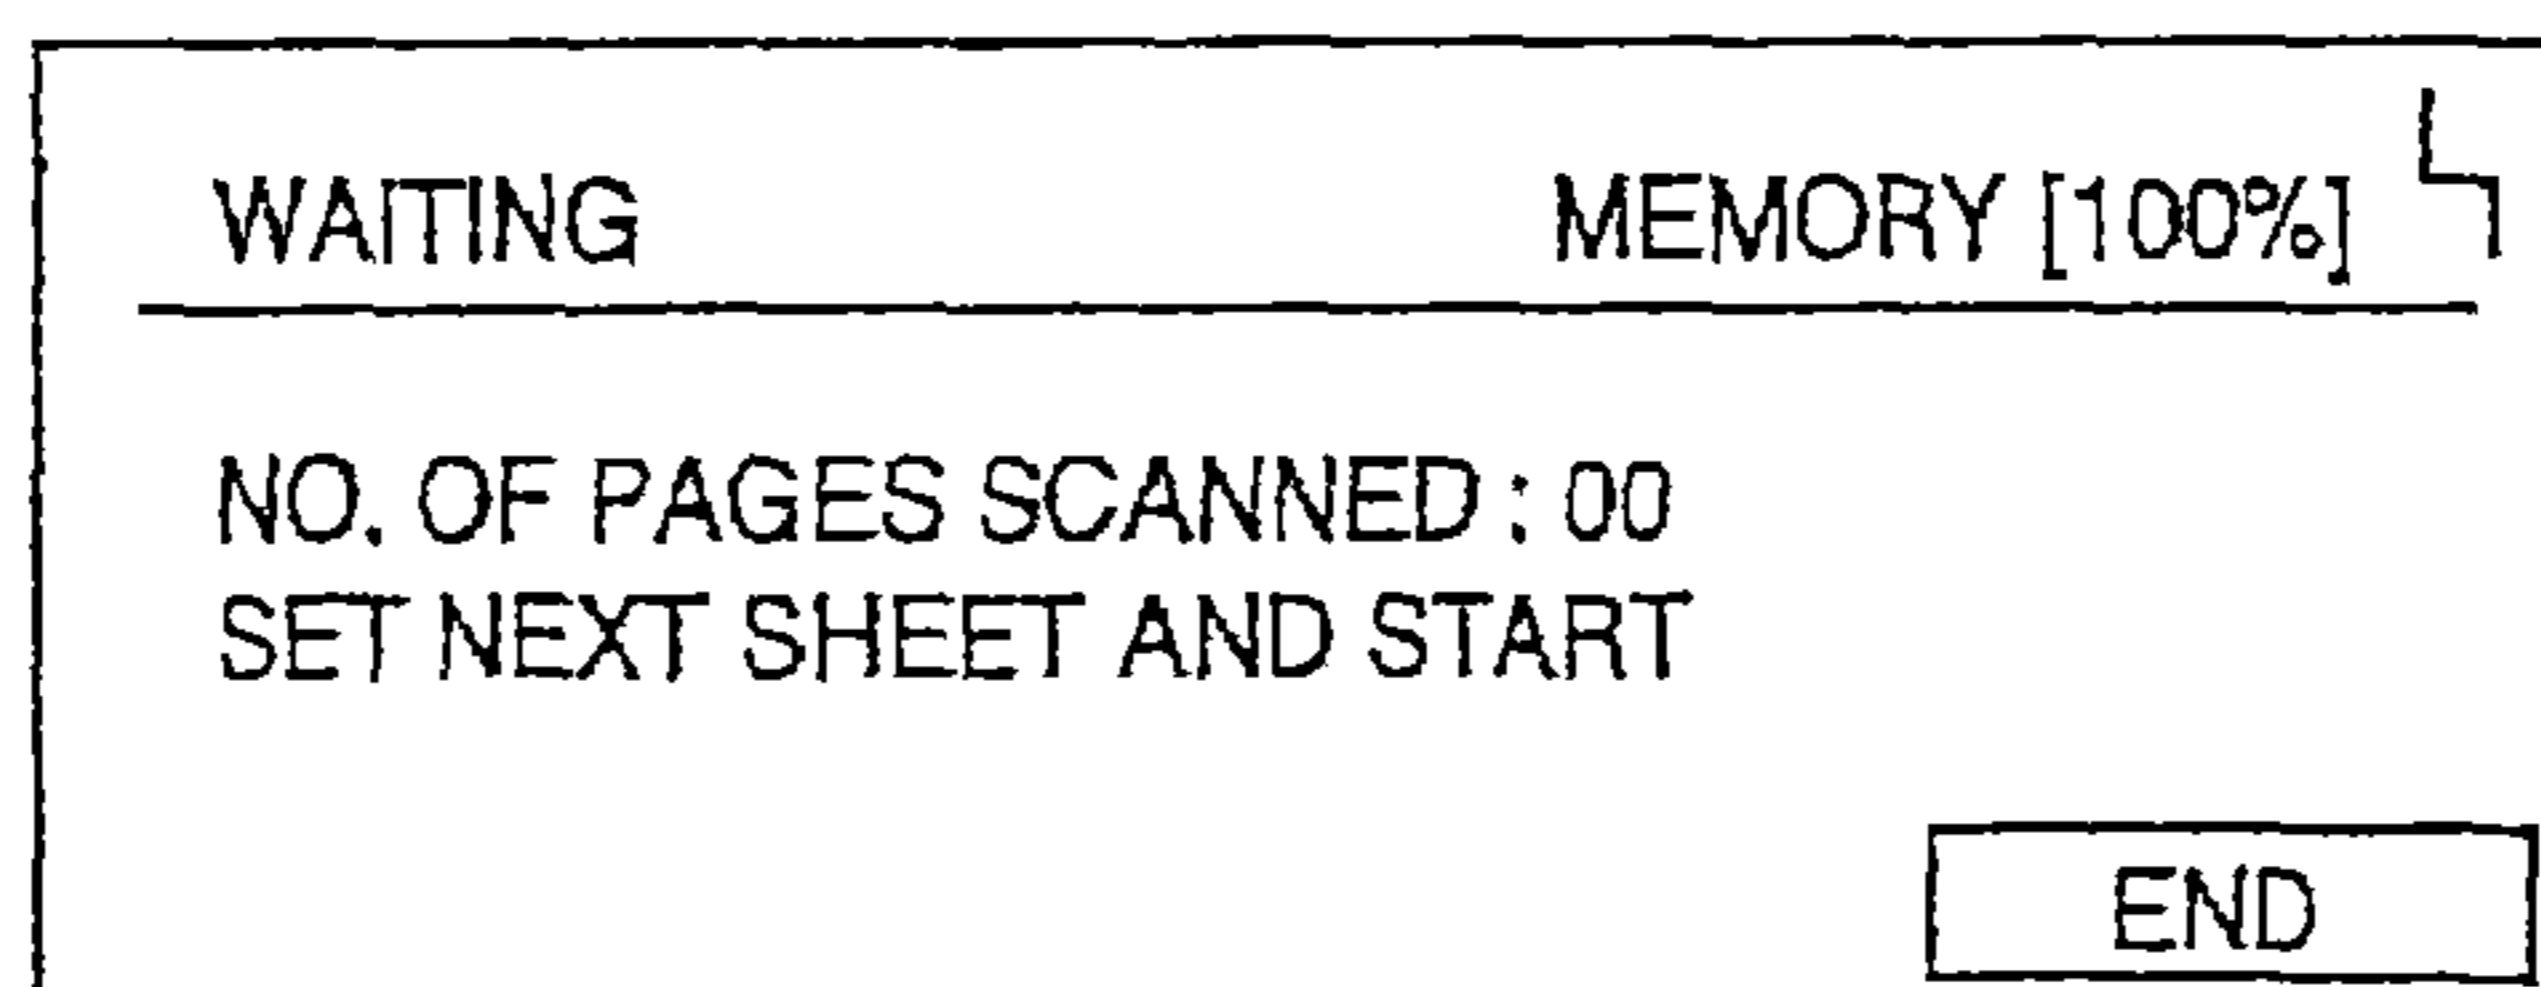 WAITING MEMORY [100%]
NO. OF PAGES SCANNED : 00
SET NEXT SHEET AND START
END